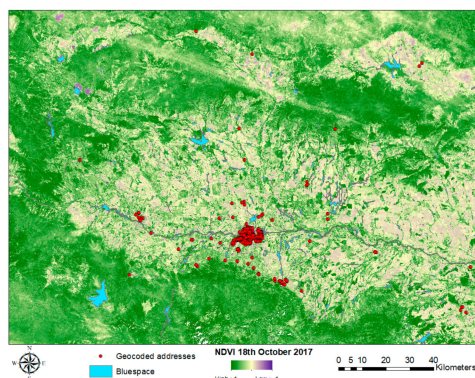 N
W E
S
Geocoded addresses
Bluespace
NDVI 18th October 2017
0 5 10 20 30 40
Kilometers